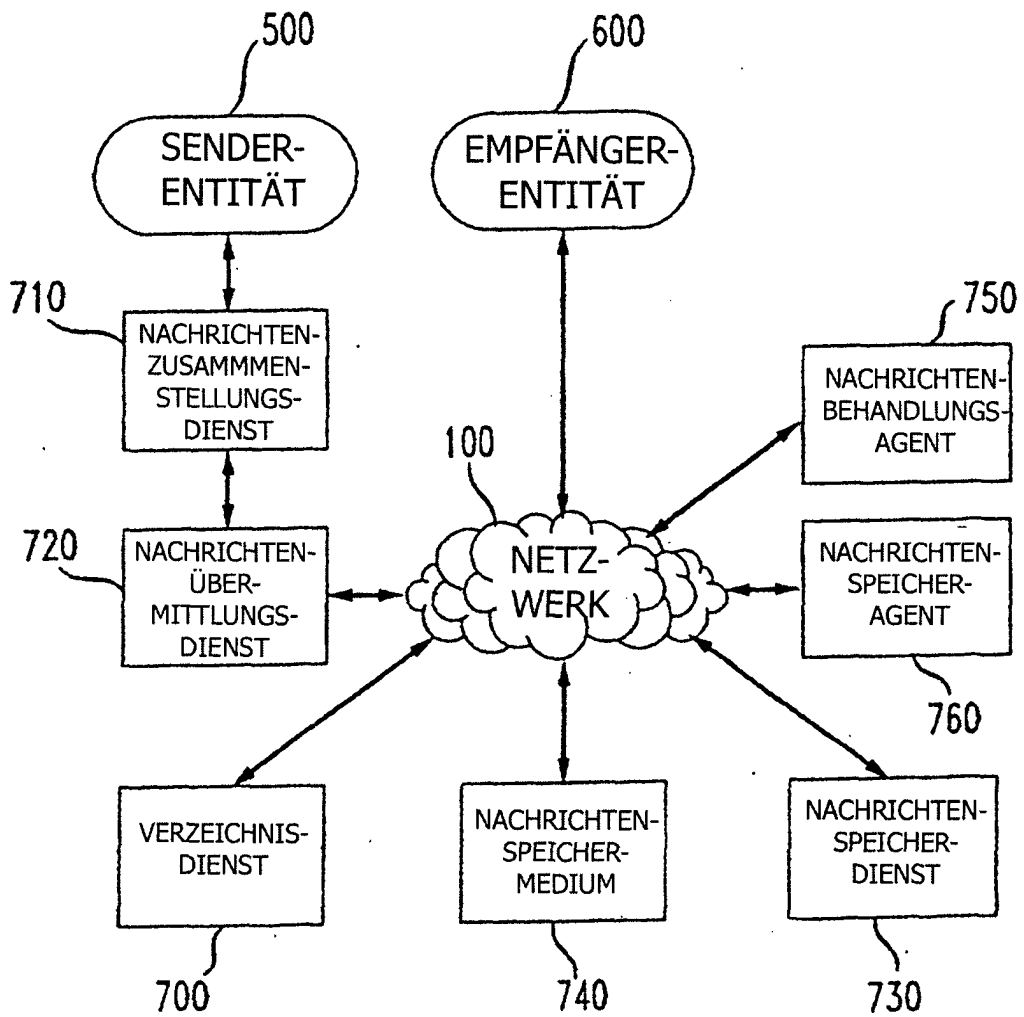 500
600
SENDER-
ENTITÄT
EMPFÄNGER-
ENTITÄT
710
NACHRICHTEN-
ZUSAMMMEN-
STELLUNGS-
DIENST
750
NACHRICHTEN-
BEHANDLUNGS-
AGENT
100
NETZ-
WERK
720
NACHRICHTEN-
ÜBER-
MITTLUNGS-
DIENST
NACHRICHTEN-
SPEICHER-
AGENT
760
VERZEICHNIS-
DIENST
700
NACHRICHTEN-
SPEICHER-
MEDIUM
740
NACHRICHTEN-
SPEICHER-
DIENST
730